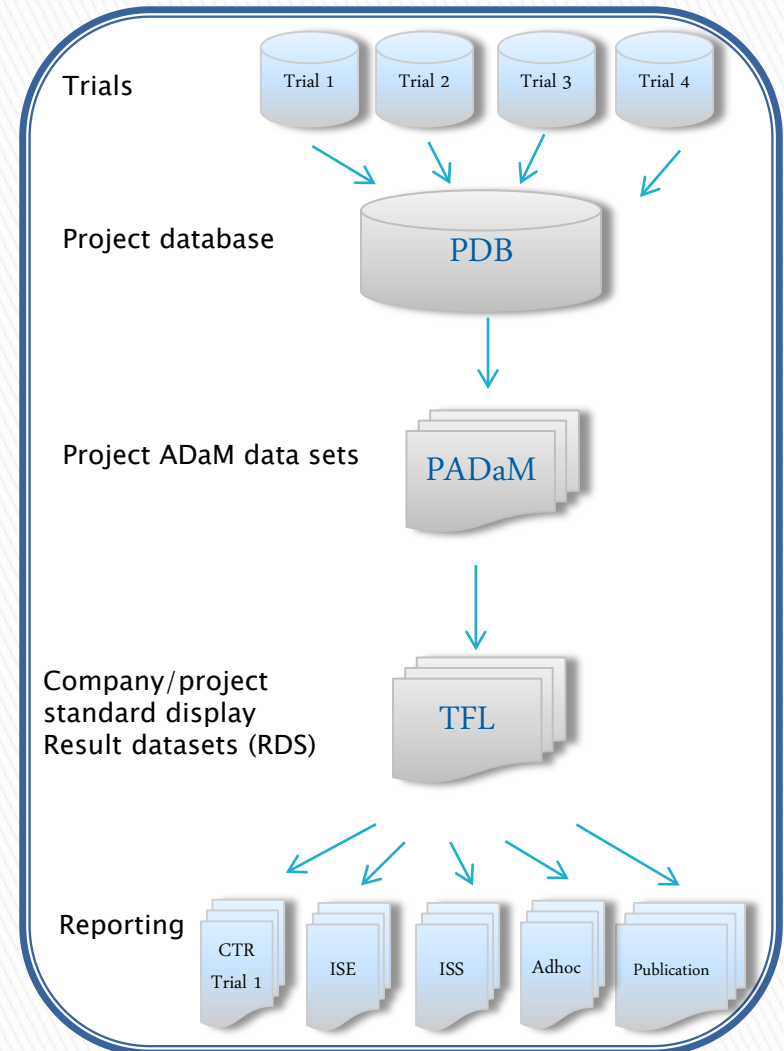 Trials
Trial 1
Trial 2
Trial 3
Trial 4
Project database
PDB
Project ADaM data sets
PADaM
Company/project
standard display
Result datasets (RDS)
TFL
Reporting
CTR
Trial 1
ISE
ISS
Adhoc
Publication